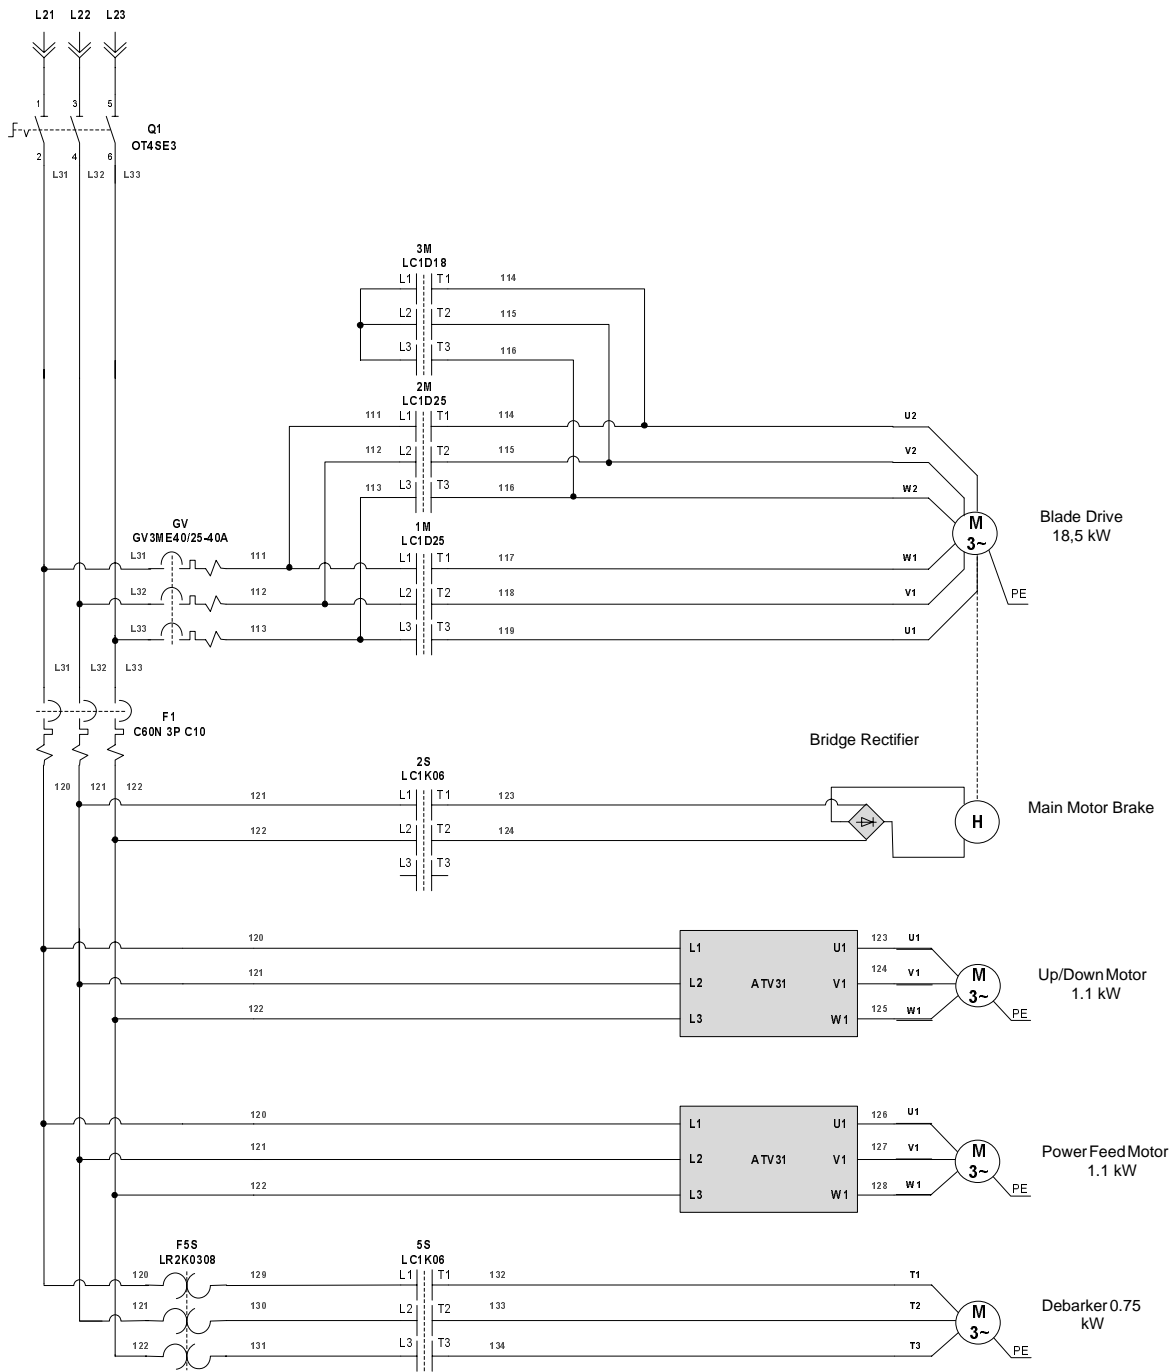 L21 L22 L23
1 3 5
Q1
OT4SE3
2 4 6
L31 L32 L33
3M
LC1D18
L1 T1 114
L2 T2 115
L3 T3 116
2M
LC1D25
111 L1 T1 114 U2
112 L2 T2 115 V2
113 L3 T3 116 W2
Blade Drive
18,5 kW
M
3~
PE
GV
GV3ME40/25-40A
1M
LC1D25
L31 111 L1 T1 117 W1
L32 112 L2 T2 118 V1
L33 113 L3 T3 119 U1
L31 L32 L33
F1
C60N 3P C10
Bridge Rectifier
2S
LC1K06
120 121 122
121 L1 T1 123
122 L2 T2 124
L3 T3
H
Main Motor Brake
120 L1 U1 123 U1
121 L2 ATV31 V1 124 V1
122 L3 W1 125 W1
M
3~
PE
Up/Down Motor
1.1 kW
120 L1 U1 126 U1
121 L2 ATV31 V1 127 V1
122 L3 W1 128 W1
M
3~
PE
Power Feed Motor
1.1 kW
F5S
LR2K0308
5S
LC1K06
120 129 L1 T1 132 T1
121 130 L2 T2 133 T2
122 131 L3 T3 134 T3
M
3~
PE
Debarker 0.75
kW